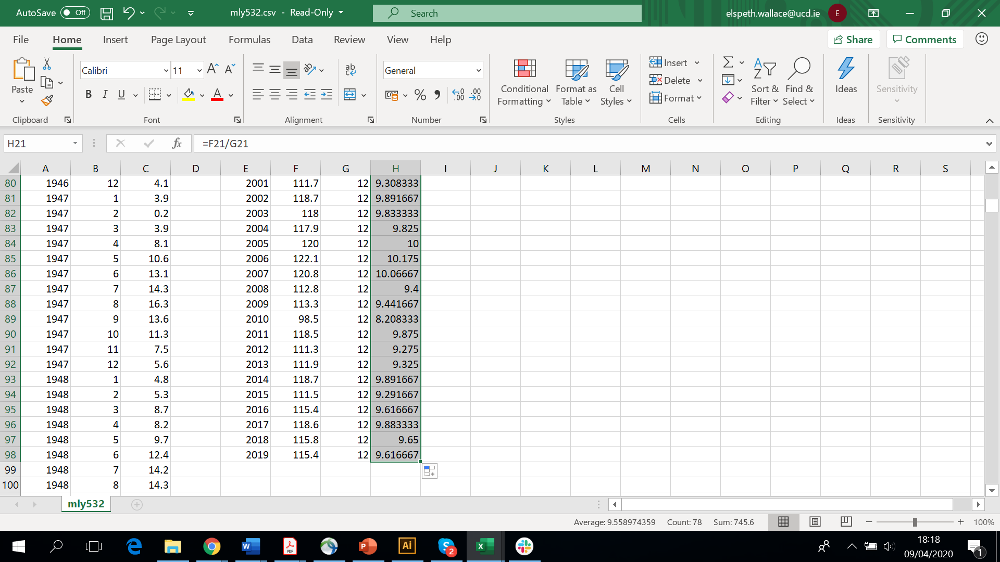 AutoSave Off mly532.csv - Read-Only Search elspeth.wallace@ucd.ie E
File Home Insert Page Layout Formulas Data Review View Help Share Comments
Paste Calibri 11 B I U General % Conditional Formatting Format as Table Cell Styles Insert Delete Format Sort & Filter Find & Select Ideas Sensitivity
Clipboard Font Alignment Number Styles Cells Editing Ideas Sensitivity
H21 fx =F21/G21
A B C D E F G H I J K L M N O P Q R S
80 1946 12 4.1 2001 111.7 12 9.308333
81 1947 1 3.9 2002 118.7 12 9.891667
82 1947 2 0.2 2003 118 12 9.833333
83 1947 3 3.9 2004 117.9 12 9.825
84 1947 4 8.1 2005 120 12 10
85 1947 5 10.6 2006 122.1 12 10.175
86 1947 6 13.1 2007 120.8 12 10.06667
87 1947 7 14.3 2008 112.8 12 9.4
88 1947 8 16.3 2009 113.3 12 9.441667
89 1947 9 13.6 2010 98.5 12 8.208333
90 1947 10 11.3 2011 118.5 12 9.875
91 1947 11 7.5 2012 111.3 12 9.275
92 1947 12 5.6 2013 111.9 12 9.325
93 1948 1 4.8 2014 118.7 12 9.891667
94 1948 2 5.3 2015 111.5 12 9.291667
95 1948 3 8.7 2016 115.4 12 9.616667
96 1948 4 8.2 2017 118.6 12 9.883333
97 1948 5 9.7 2018 115.8 12 9.65
98 1948 6 12.4 2019 115.4 12 9.616667
99 1948 7 14.2
100 1948 8 14.3
mly532
Average: 9.558974359 Count: 78 Sum: 745.6 100%
18:18
09/04/2020